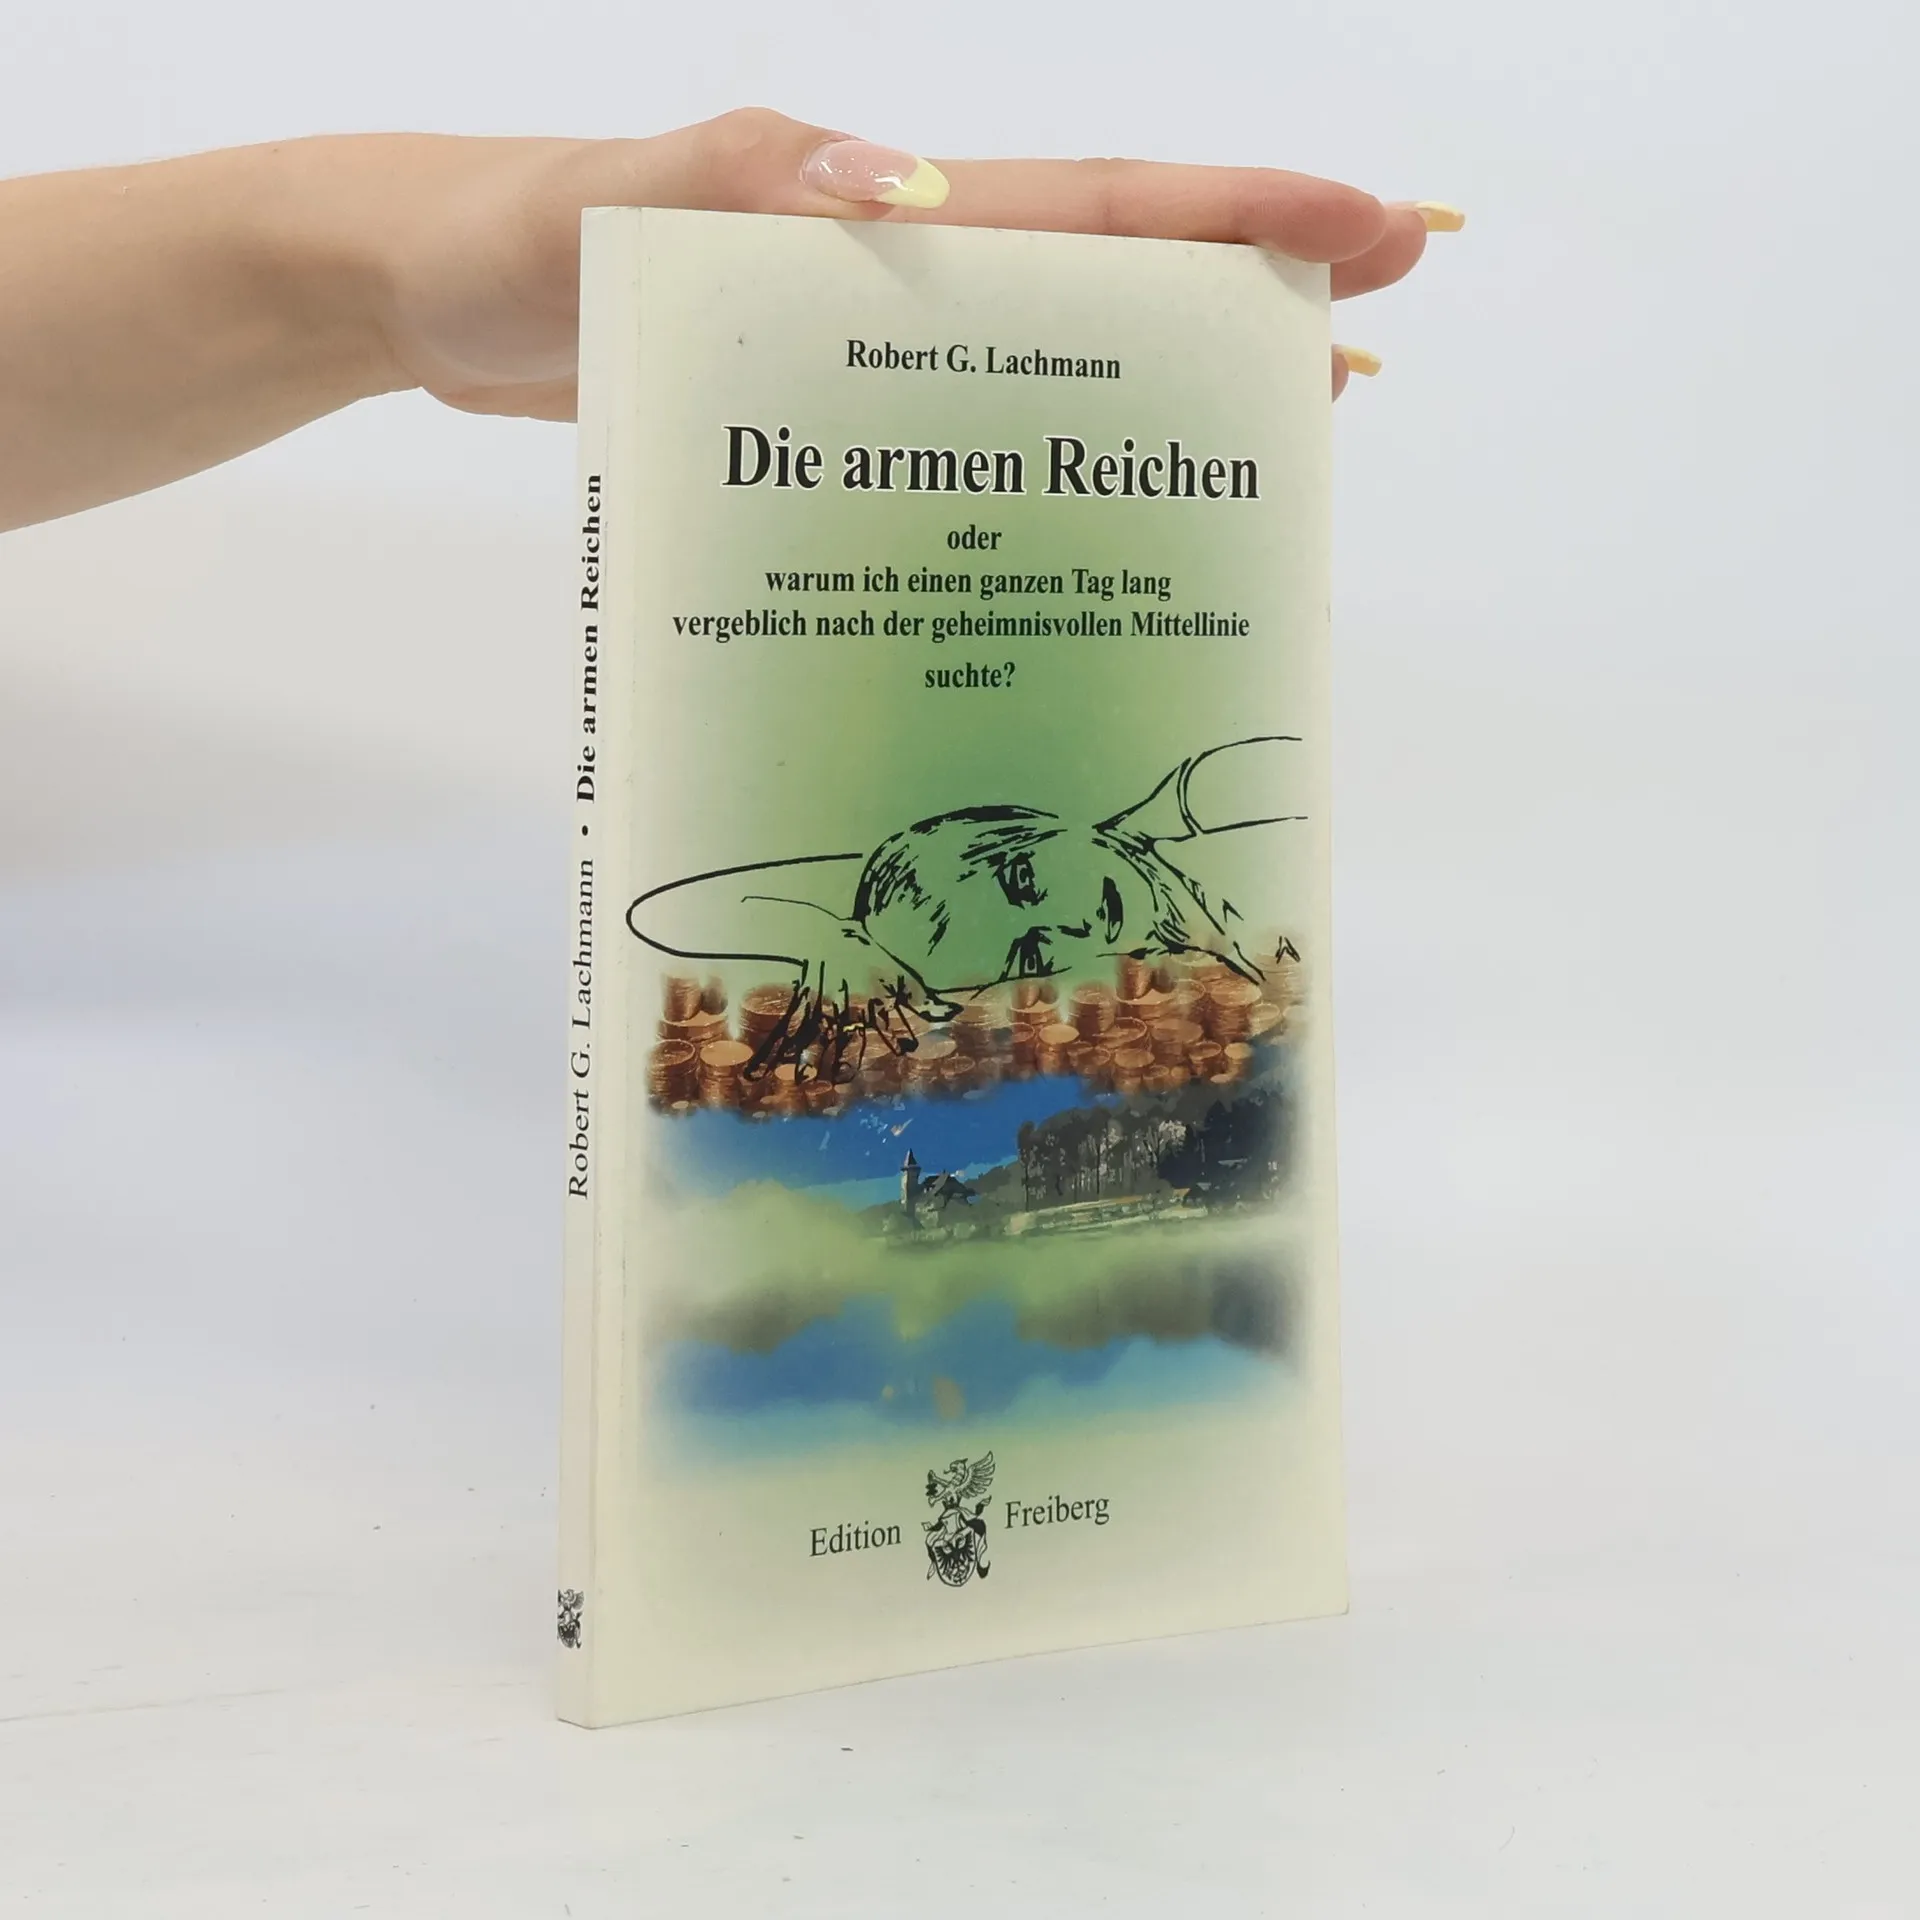 Robert G. Lachmann
Die armen Reichen
oder
warum ich einen ganzen Tag lang
vergeblich nach der geheimnisvollen Mittellinie
suchte?
Edition Freiberg
Robert G. Lachmann • Die armen Reichen